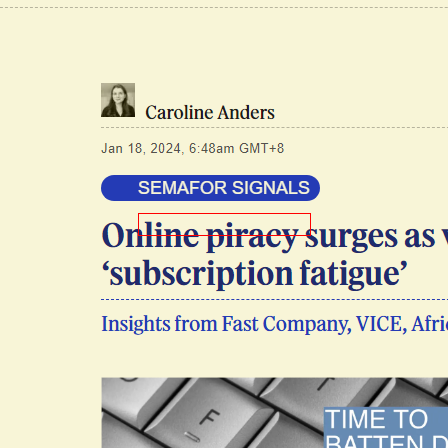 Caroline Anders
Jan 18, 2024, 6:48am GMT+8
SEMAFOR SIGNALS
Online piracy surges as
‘subscription fatigue’
Insights from Fast Company, VICE,
F
TIME TO
BATTEN D